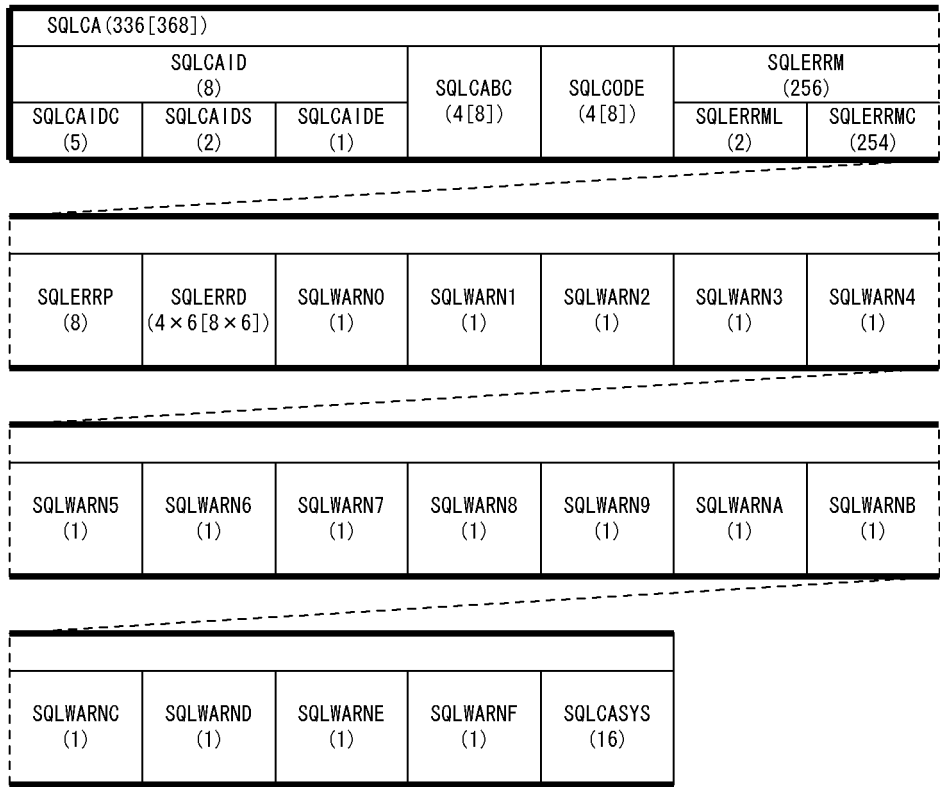 SQLCA(336[368])
SQLCAID
(8)
SQLCABC
(4[8])
SQLCODE
(4[8])
SQLERRM
(256)
SQLCAIDC
(5)
SQLCAIDS
(2)
SQLCAIDE
(1)
SQLERRML
(2)
SQLERRMC
(254)
SQLERRP
(8)
SQLERRD
(4×6[8×6])
SQLWARN0
(1)
SQLWARN1
(1)
SQLWARN2
(1)
SQLWARN3
(1)
SQLWARN4
(1)
SQLWARN5
(1)
SQLWARN6
(1)
SQLWARN7
(1)
SQLWARN8
(1)
SQLWARN9
(1)
SQLWARNA
(1)
SQLWARNB
(1)
SQLWARNC
(1)
SQLWARND
(1)
SQLWARNE
(1)
SQLWARNF
(1)
SQLCASYS
(16)